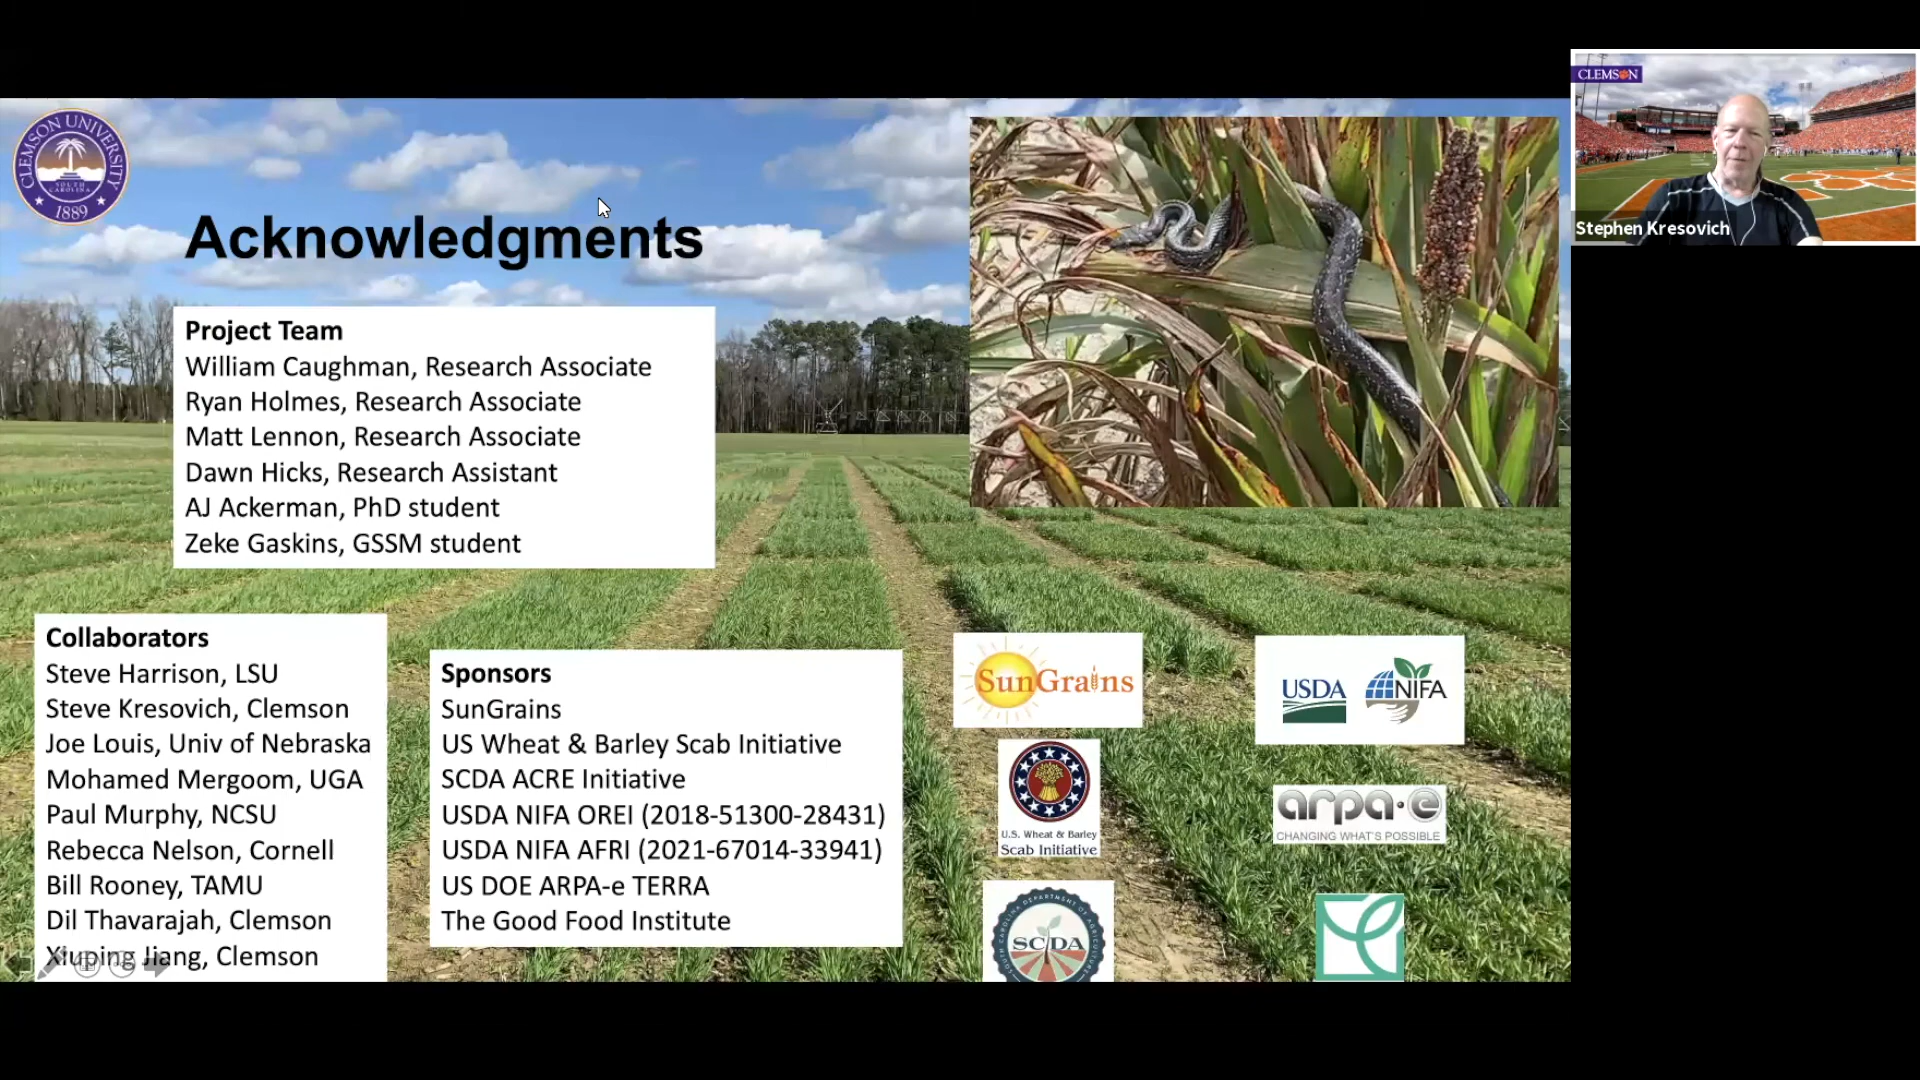 CLEMSON UNIVERSITY
SOUTH CAROLINA
1889
Acknowledgments
Project Team
William Caughman, Research Associate
Ryan Holmes, Research Associate
Matt Lennon, Research Associate
Dawn Hicks, Research Assistant
AJ Ackerman, PhD student
Zeke Gaskins, GSSM student
Collaborators
Steve Harrison, LSU
Steve Kresovich, Clemson
Joe Louis, Univ of Nebraska
Mohamed Mergoom, UGA
Paul Murphy, NCSU
Rebecca Nelson, Cornell
Bill Rooney, TAMU
Dil Thavarajah, Clemson
Xiuping Jiang, Clemson
Sponsors
SunGrains
US Wheat & Barley Scab Initiative
SCDA ACRE Initiative
USDA NIFA OREI (2018-51300-28431)
USDA NIFA AFRI (2021-67014-33941)
US DOE ARPA-e TERRA
The Good Food Institute
SunGrains
USDA NIFA
U.S. Wheat & Barley
Scab Initiative
arpa·e
CHANGING WHAT'S POSSIBLE
SOUTH CAROLINA DEPARTMENT OF AGRICULTURE
SCDA
CLEMSON
Stephen Kresovich